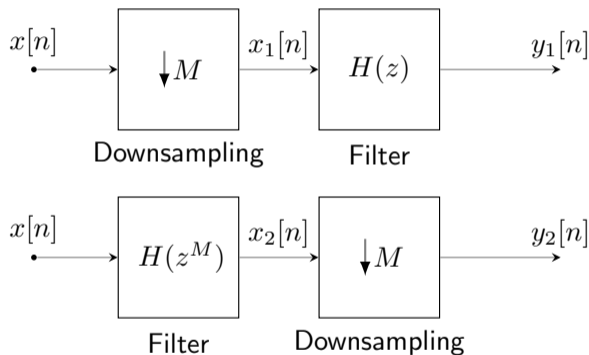 x[n]
↓M
x₁[n]
H(z)
y₁[n]
Downsampling
Filter
x[n]
H(z^M)
x₂[n]
↓M
y₂[n]
Filter
Downsampling